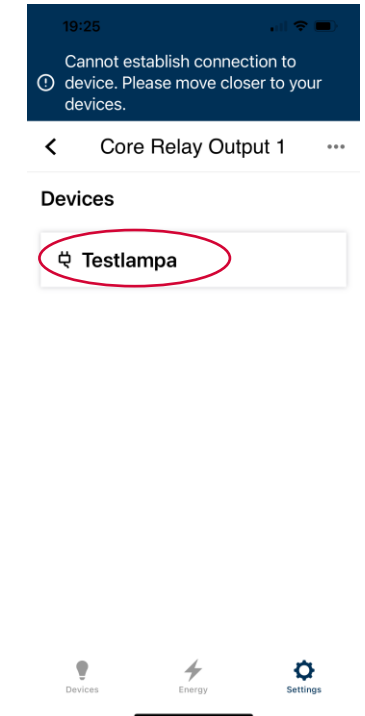 19:25
Cannot establish connection to
device. Please move closer to your
devices.
Core Relay Output 1
Devices
Testlampa
Devices
Energy
Settings